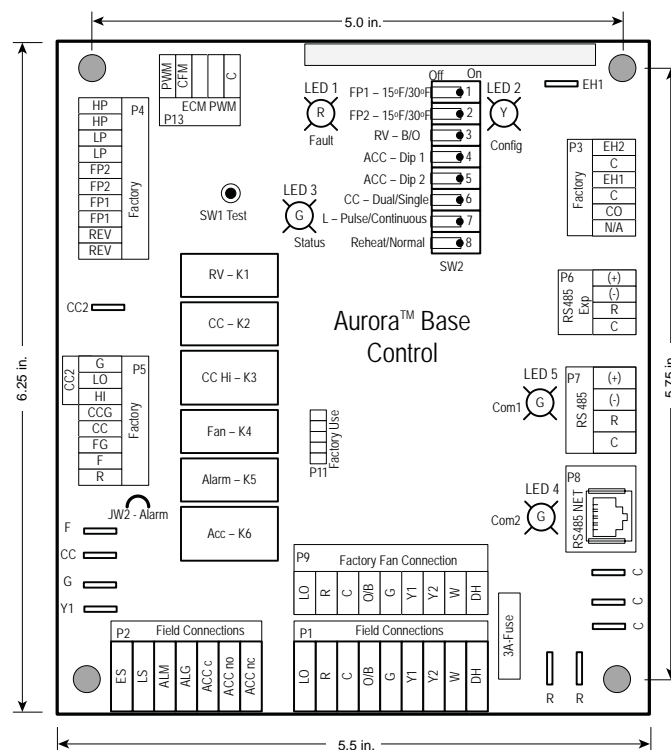 5.0 in.
PWM
CFM
C
ECM PWM
P13
LED 1
R
Fault
Off
On
LED 2
Y
Config
EH1
FP1 – 15ºF/30ºF
1
FP2 – 15ºF/30ºF
2
RV – B/O
3
ACC – Dip 1
4
ACC – Dip 2
5
CC – Dual/Single
6
L – Pulse/Continuous
7
Reheat/Normal
8
SW2
HP
HP
LP
LP
FP2
FP2
FP1
FP1
REV
REV
P4
Factory
SW1 Test
LED 3
G
Status
P3
Factory
EH2
C
EH1
C
CO
N/A
CC2
RV – K1
CC – K2
CC Hi – K3
Fan – K4
Alarm – K5
Acc – K6
Aurora™ Base
Control
P6
RS485
Exp
(+)
(-)
R
C
6.25 in.
5.75 in.
CC2
G
LO
HI
CCG
CC
FG
F
R
P5
Factory
P11
Factory Use
LED 5
Com1
G
P7
RS 485
(+)
(-)
R
C
LED 4
Com2
G
P8
RS485 NET
JW2 - Alarm
F
CC
G
Y1
P9
Factory Fan Connection
LO
R
C
O/B
G
Y1
Y2
W
DH
3A-Fuse
C
C
C
P2
Field Connections
ES
LS
ALM
ALG
ACC c
ACC no
ACC nc
P1
Field Connections
LO
R
C
O/B
G
Y1
Y2
W
DH
R
R
5.5 in.